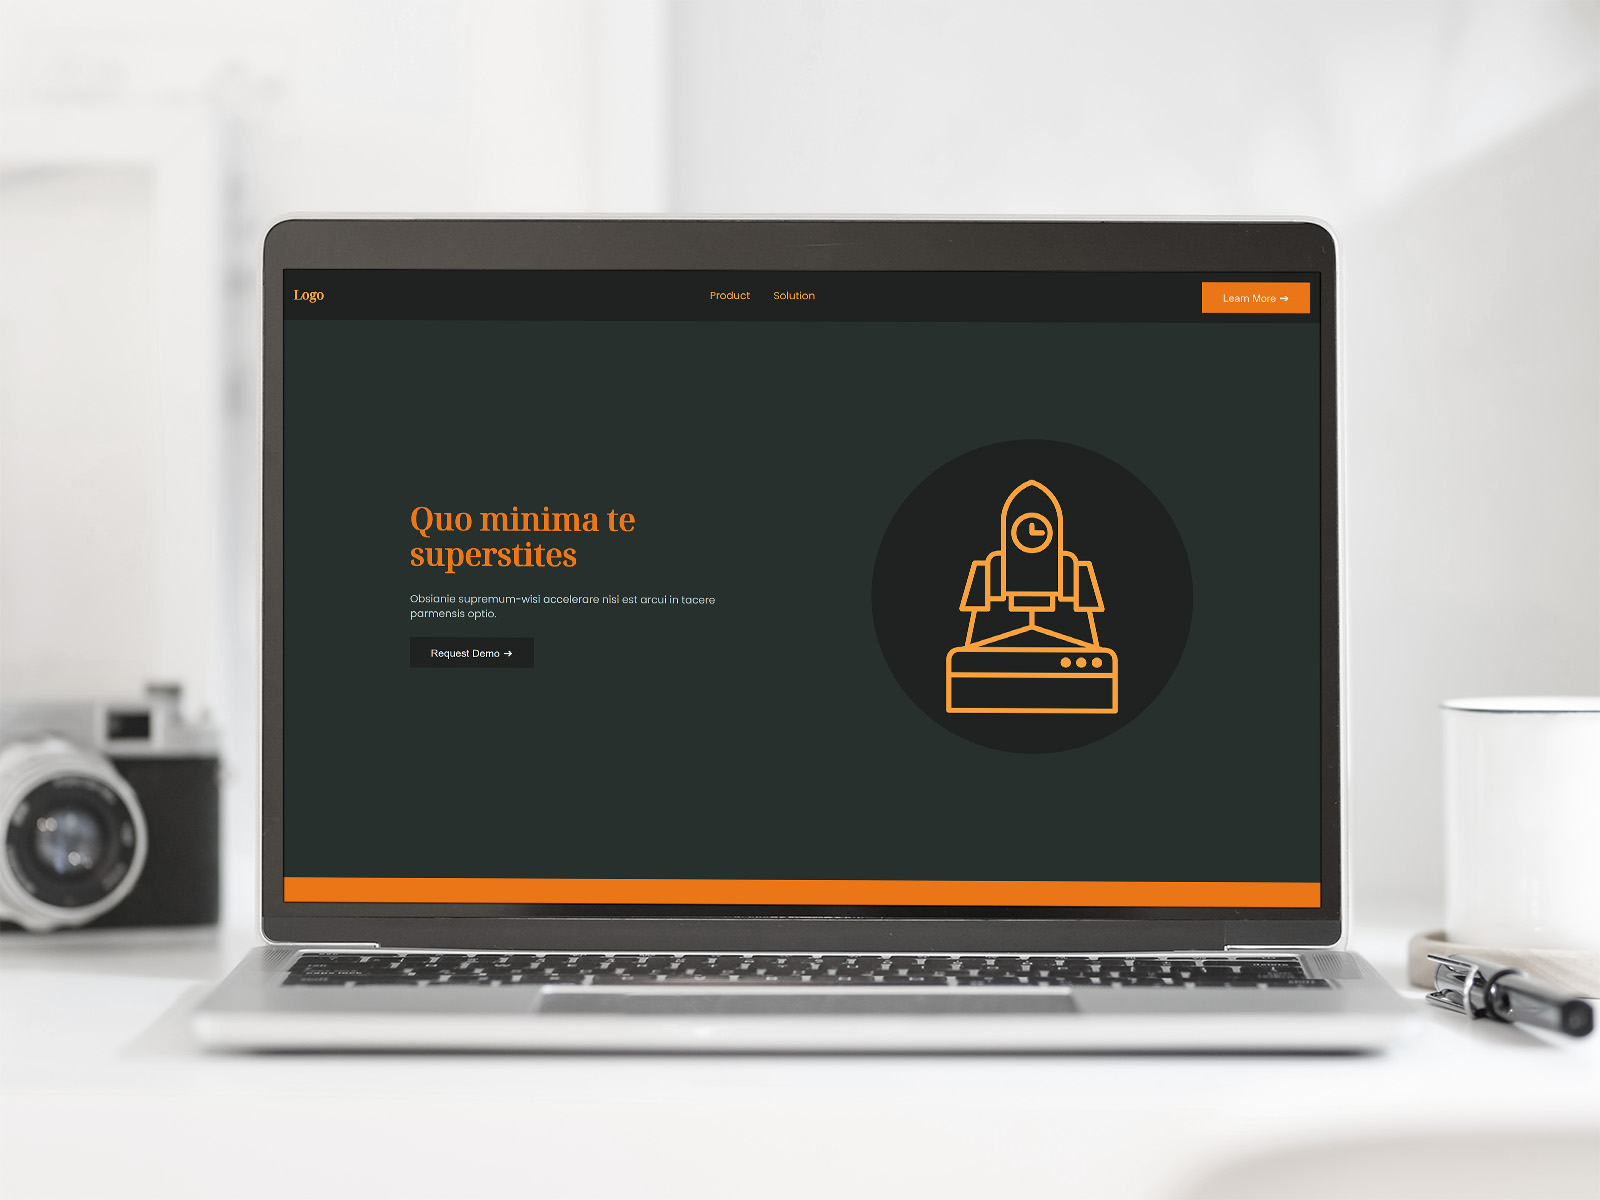 Logo
Product Solution
Learn More →
Quo minima te
superstites
Obsianie supremum-wisi accelerare nisi est arcui in tacere
parmensis optio.
Request Demo →